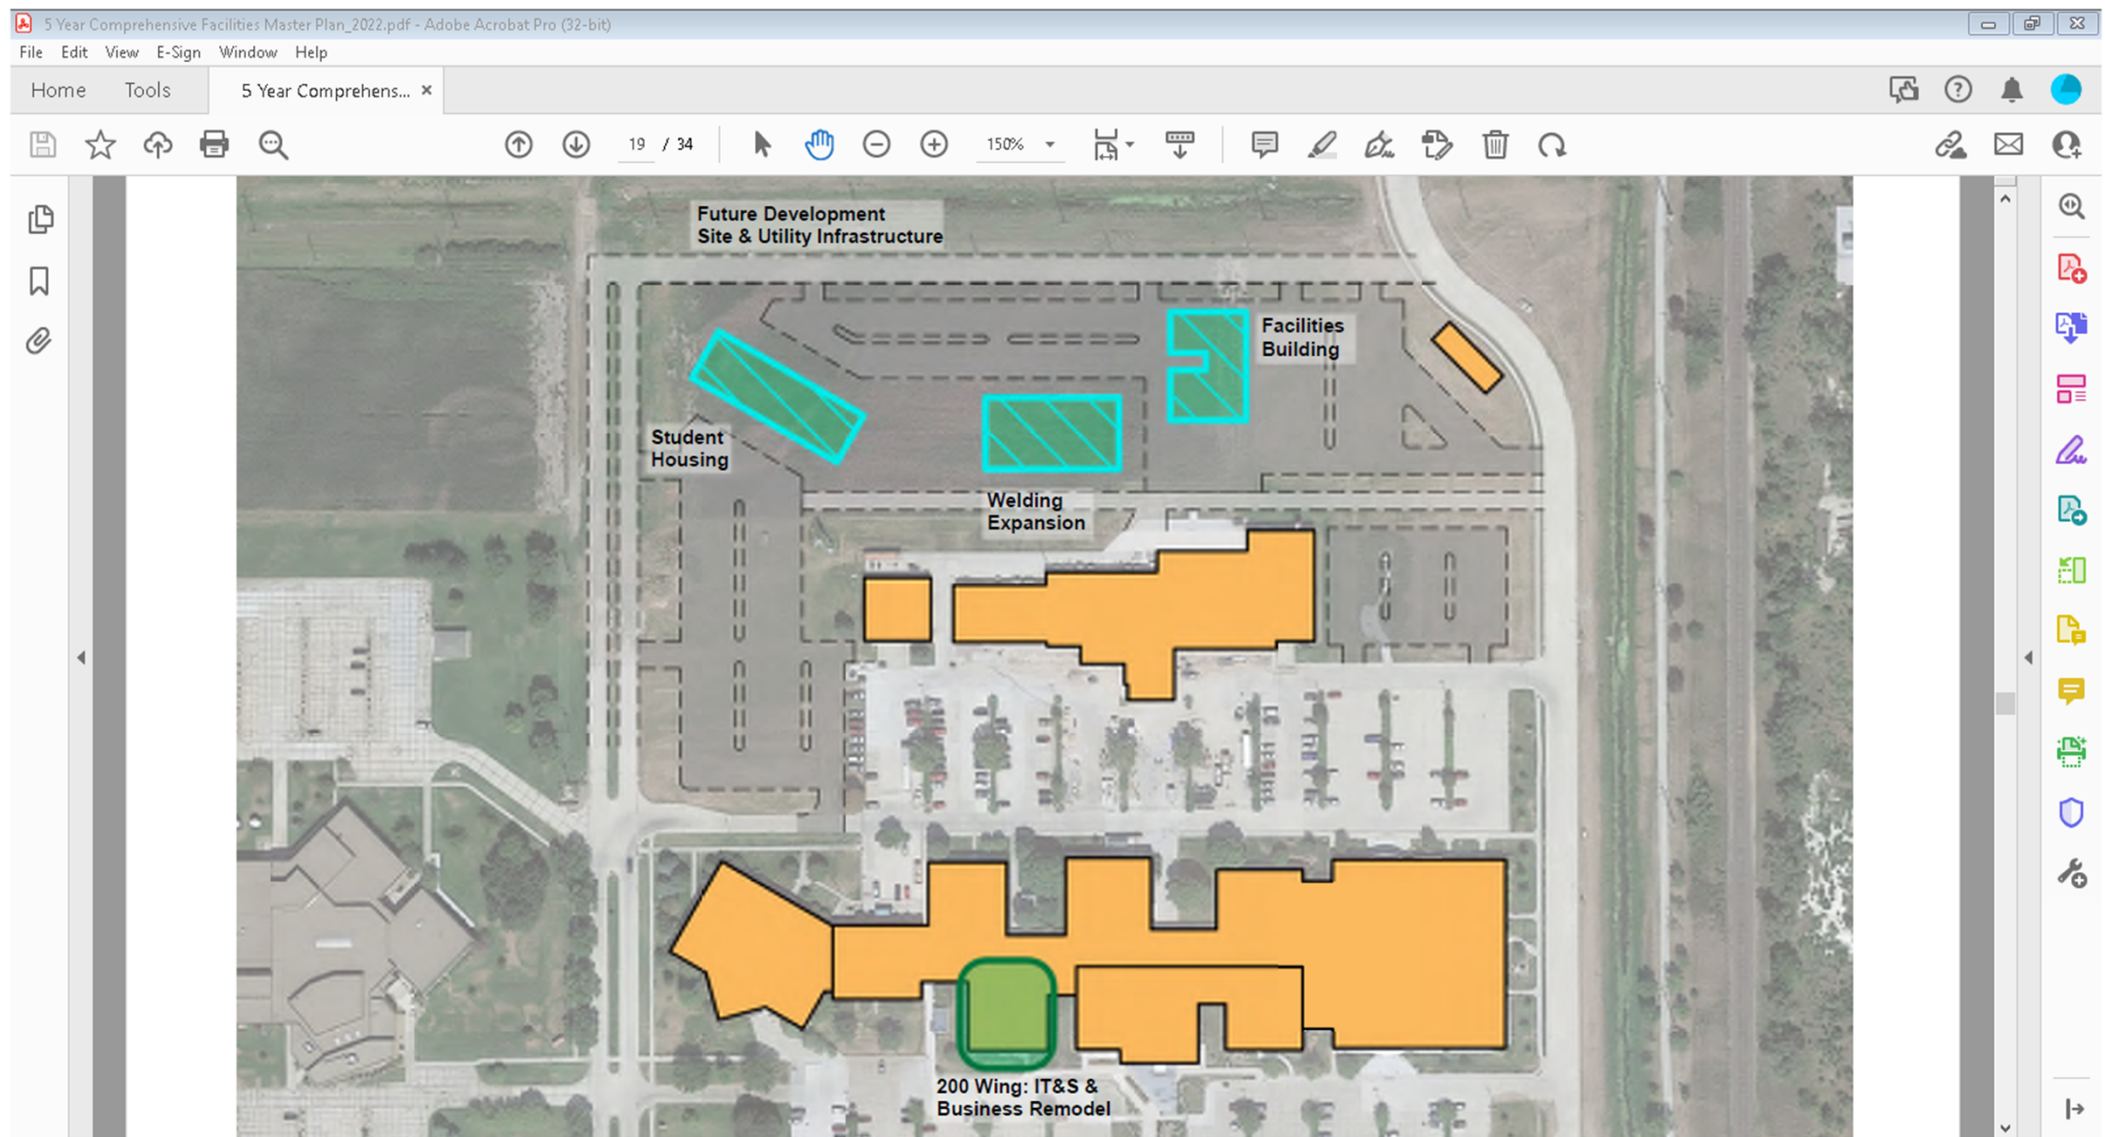 5 Year Comprehensive Facilities Master Plan_2022.pdf - Adobe Acrobat Pro (32-bit)
File Edit View E-Sign Window Help
Home Tools 5 Year Comprehens... ×
19 / 34 150%
Future Development
Site & Utility Infrastructure
Facilities
Building
Student
Housing
Welding
Expansion
200 Wing: IT&S &
Business Remodel